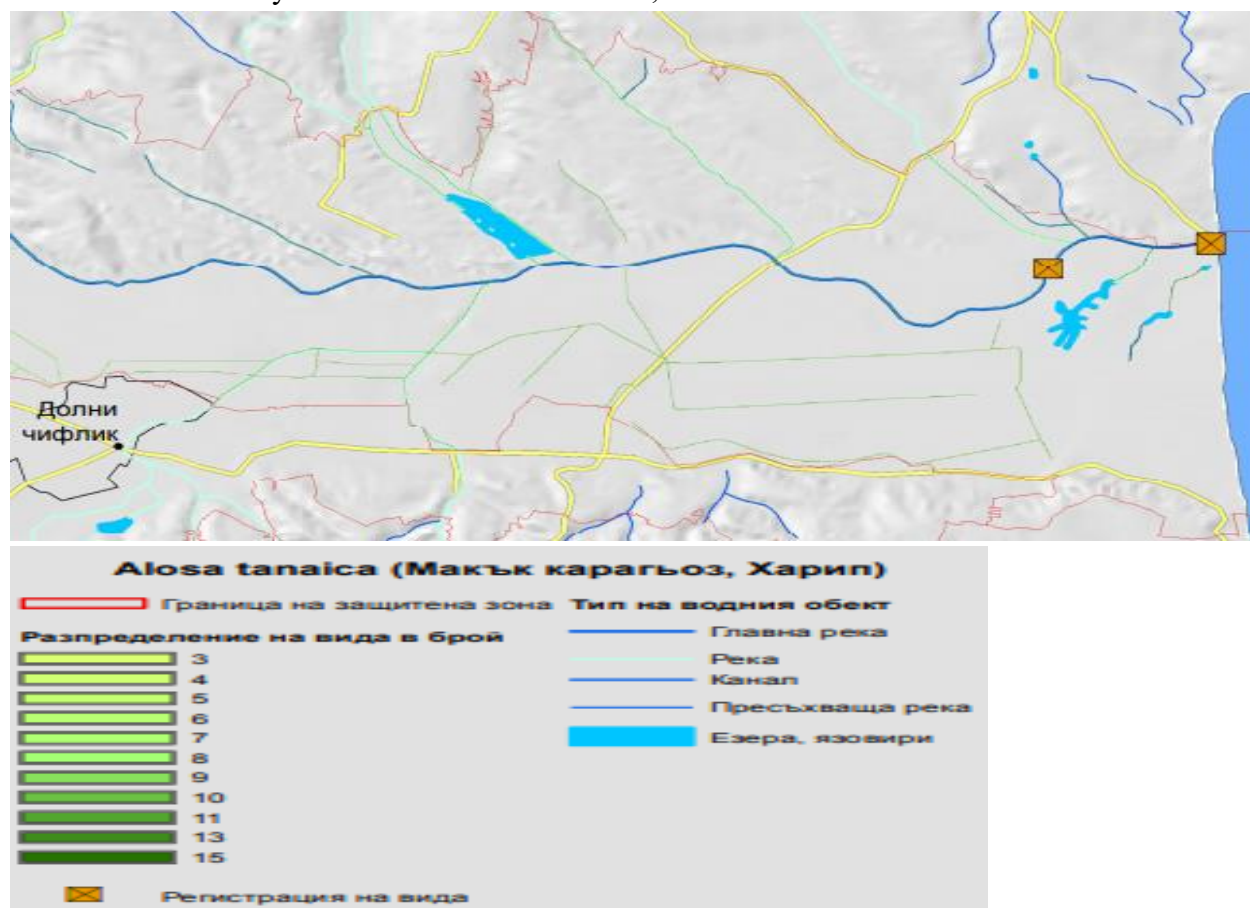 Долни
чифлик
Alosa tanaica (Макък карагьоз, Харип)
Граница на защитена зона
Разпределение на вида в брой
3
4
5
6
7
8
9
10
11
13
15
Регистрация на вида
Тип на водния обект
Главна река
Река
Канал
Пресъхваща река
Езера, язовири